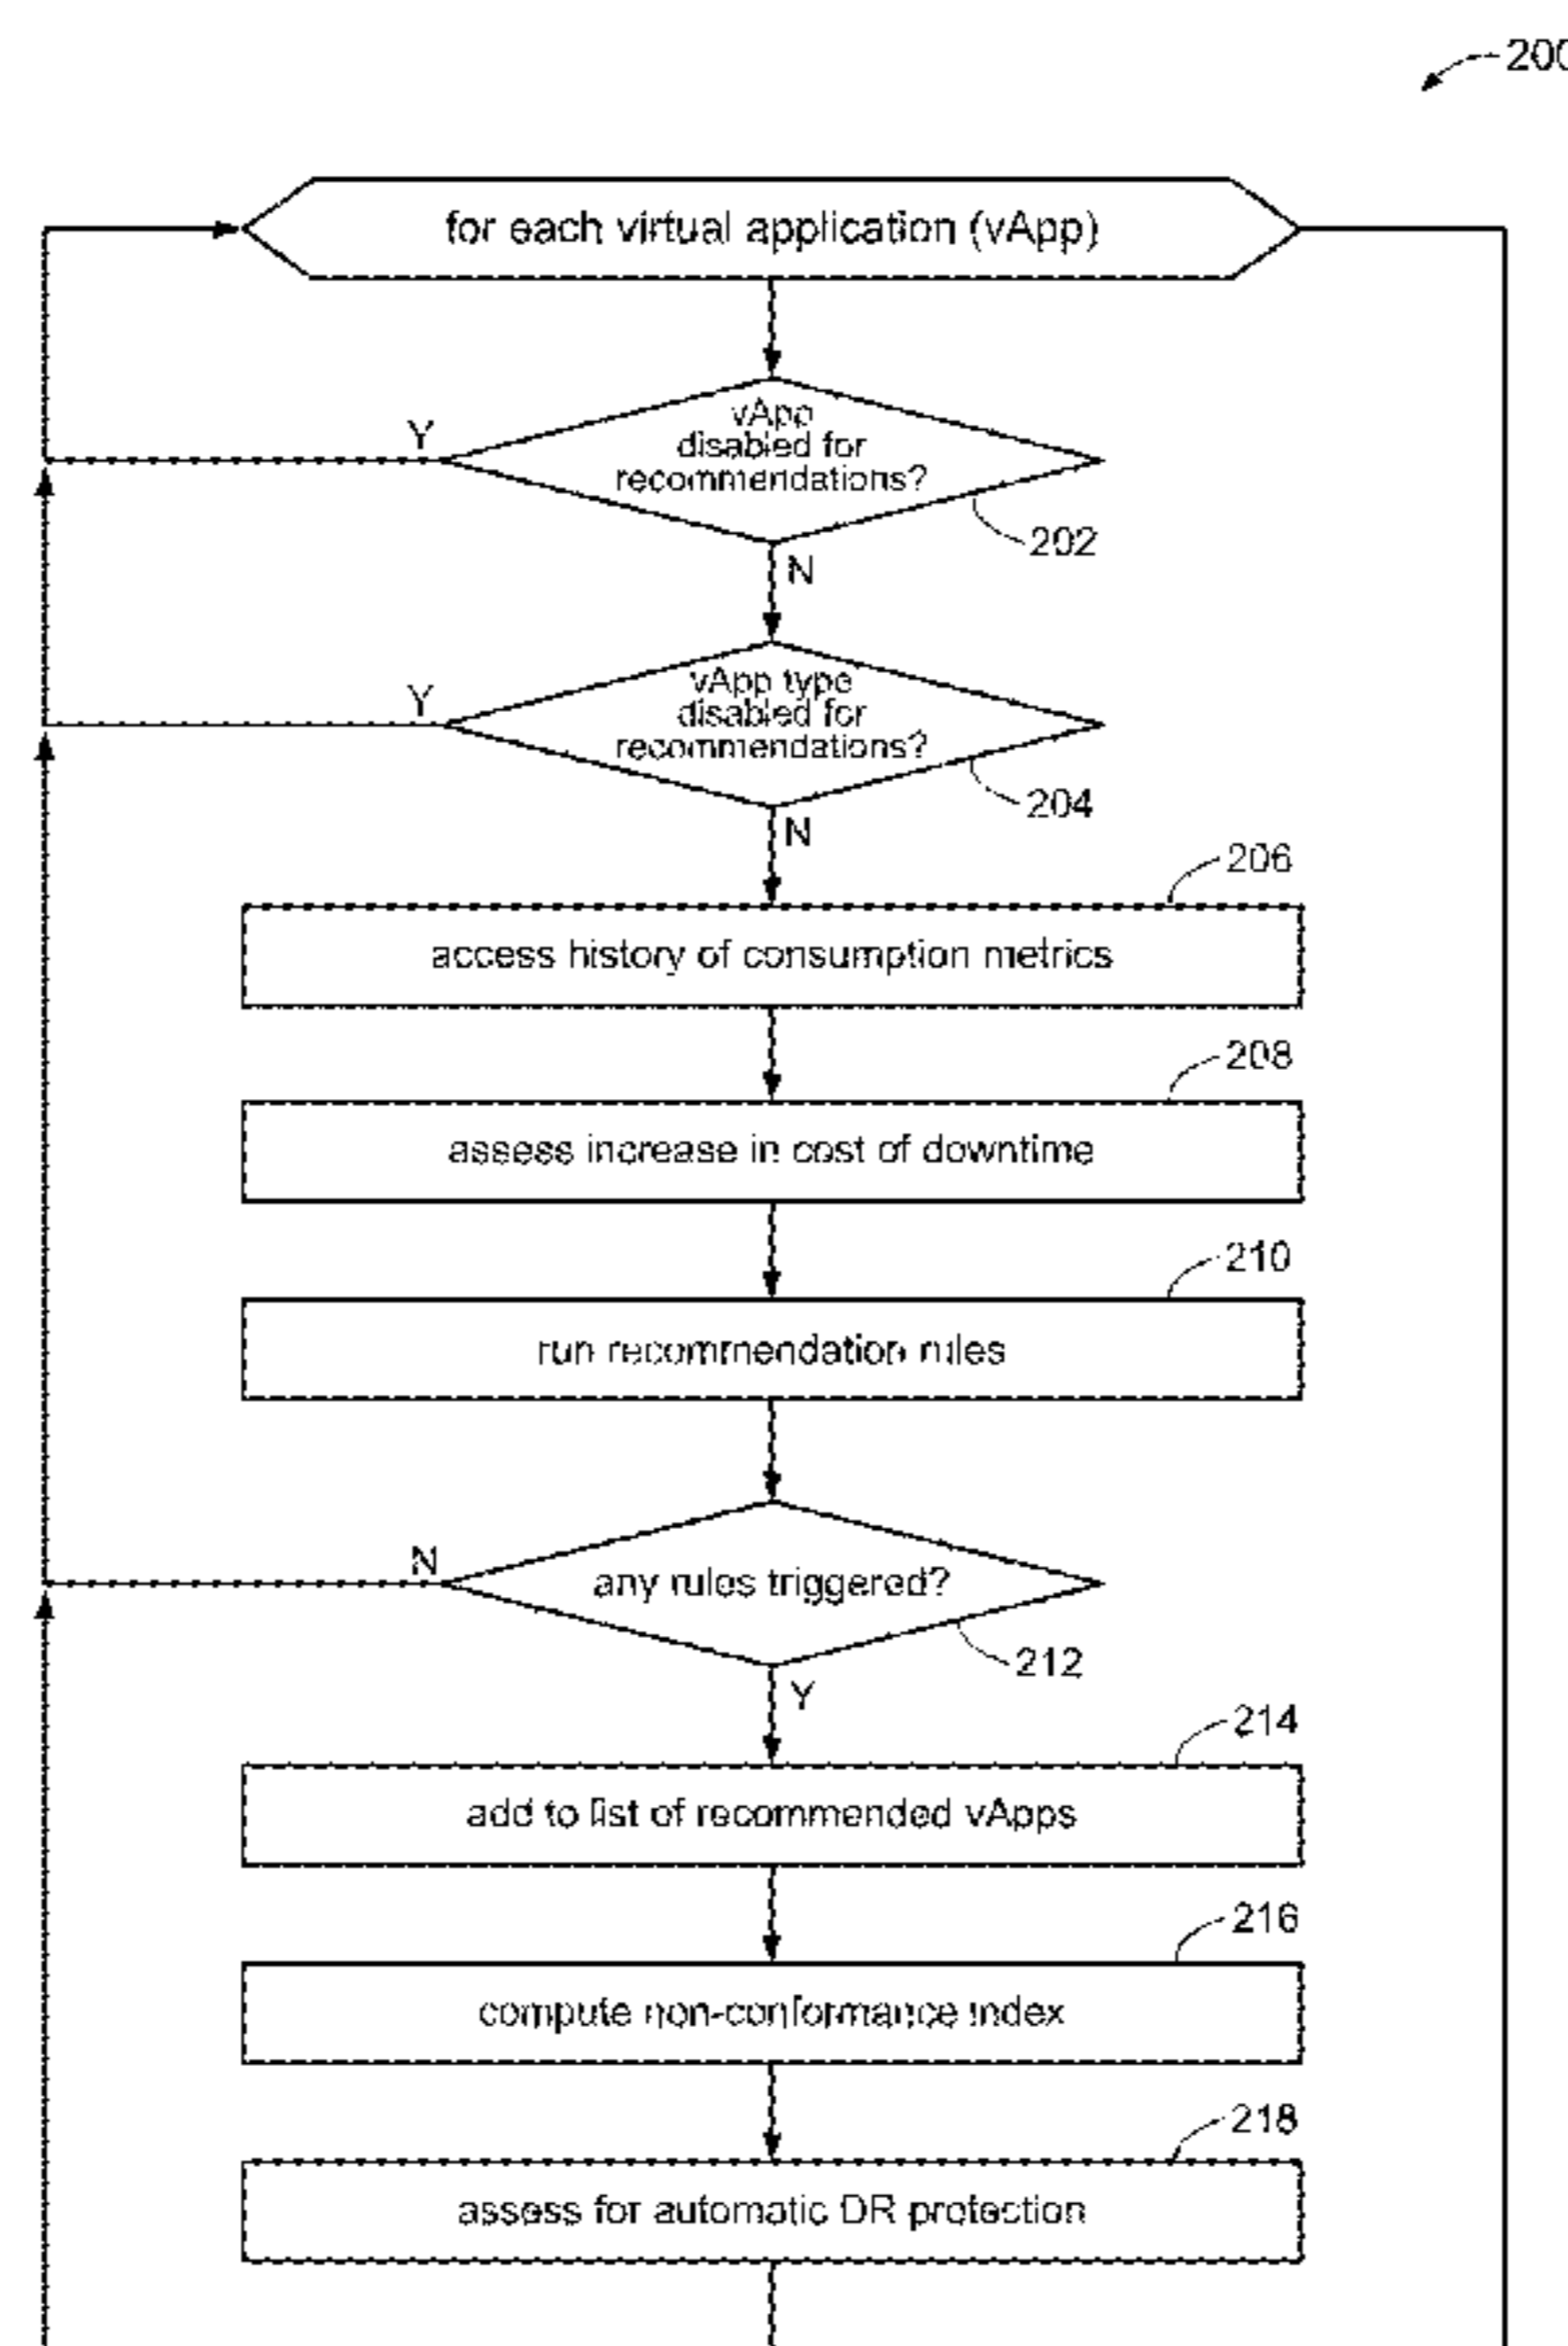 200
for each virtual application (vApp)
vApp
disabled for
recommendations?
Y
202
N
vApp type
disabled for
recommendations?
Y
204
N
206
access history of consumption metrics
208
assess increase in cost of downtime
210
run recommendation rules
N
any rules triggered?
212
Y
214
add to list of recommended vApps
216
compute non-conformance index
218
assess for automatic DR protection